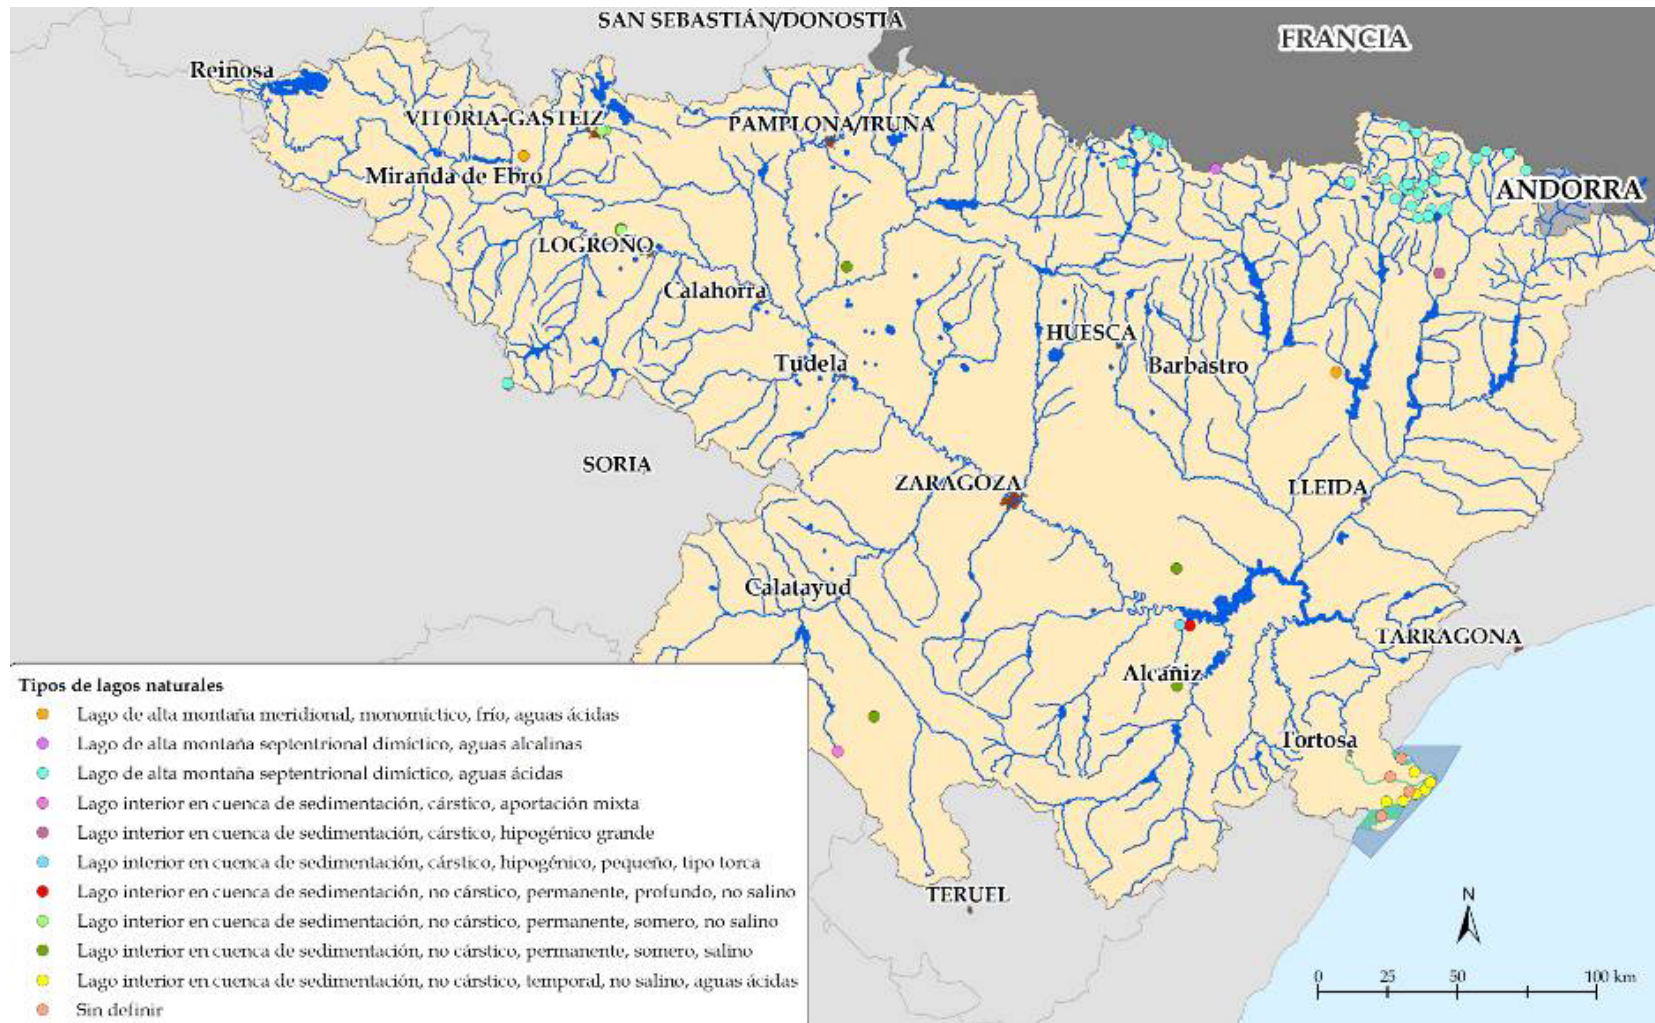 SAN SEBASTIÁN/DONOSTIA
FRANCIA
Reinosa
VITORIA-GASTEIZ
PAMPLONA/IRUÑA
Miranda de Ebro
ANDORRA
LOGROÑO
Calahorra
HUESCA
Tudela
Barbastro
SORIA
ZARAGOZA
LLEIDA
Calatayud
TARRAGONA
Alcañiz
Tortosa
TERUEL
Tipos de lagos naturales
Lago de alta montaña meridional, monomíctico, frío, aguas ácidas
Lago de alta montaña septentrional dimíctico, aguas alcalinas
Lago de alta montaña septentrional dimíctico, aguas ácidas
Lago interior en cuenca de sedimentación, cárstico, aportación mixta
Lago interior en cuenca de sedimentación, cárstico, hipogénico grande
Lago interior en cuenca de sedimentación, cárstico, hipogénico, pequeño, tipo torca
Lago interior en cuenca de sedimentación, no cárstico, permanente, profundo, no salino
Lago interior en cuenca de sedimentación, no cárstico, permanente, somero, no salino
Lago interior en cuenca de sedimentación, no cárstico, permanente, somero, salino
Lago interior en cuenca de sedimentación, no cárstico, temporal, no salino, aguas ácidas
Sin definir
N
0 25 50 100 km